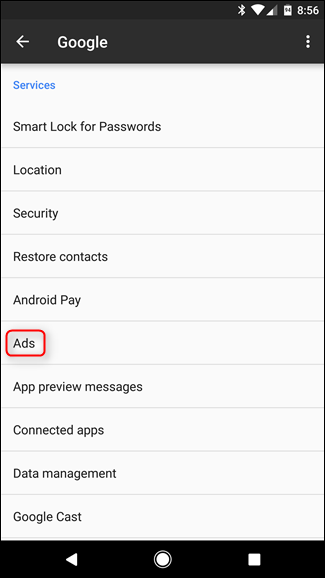 94 8:56
Google
Services
Smart Lock for Passwords
Location
Security
Restore contacts
Android Pay
Ads
App preview messages
Connected apps
Data management
Google Cast